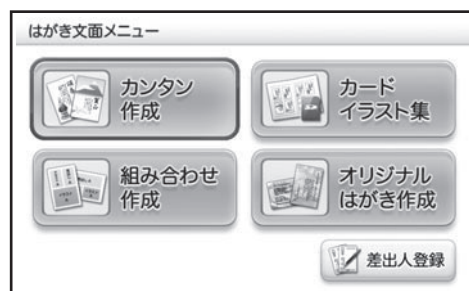 はがき文面メニュー
カンタン
作成
カード
イラスト集
組み合わせ
作成
オリジナル
はがき作成
差出人登録